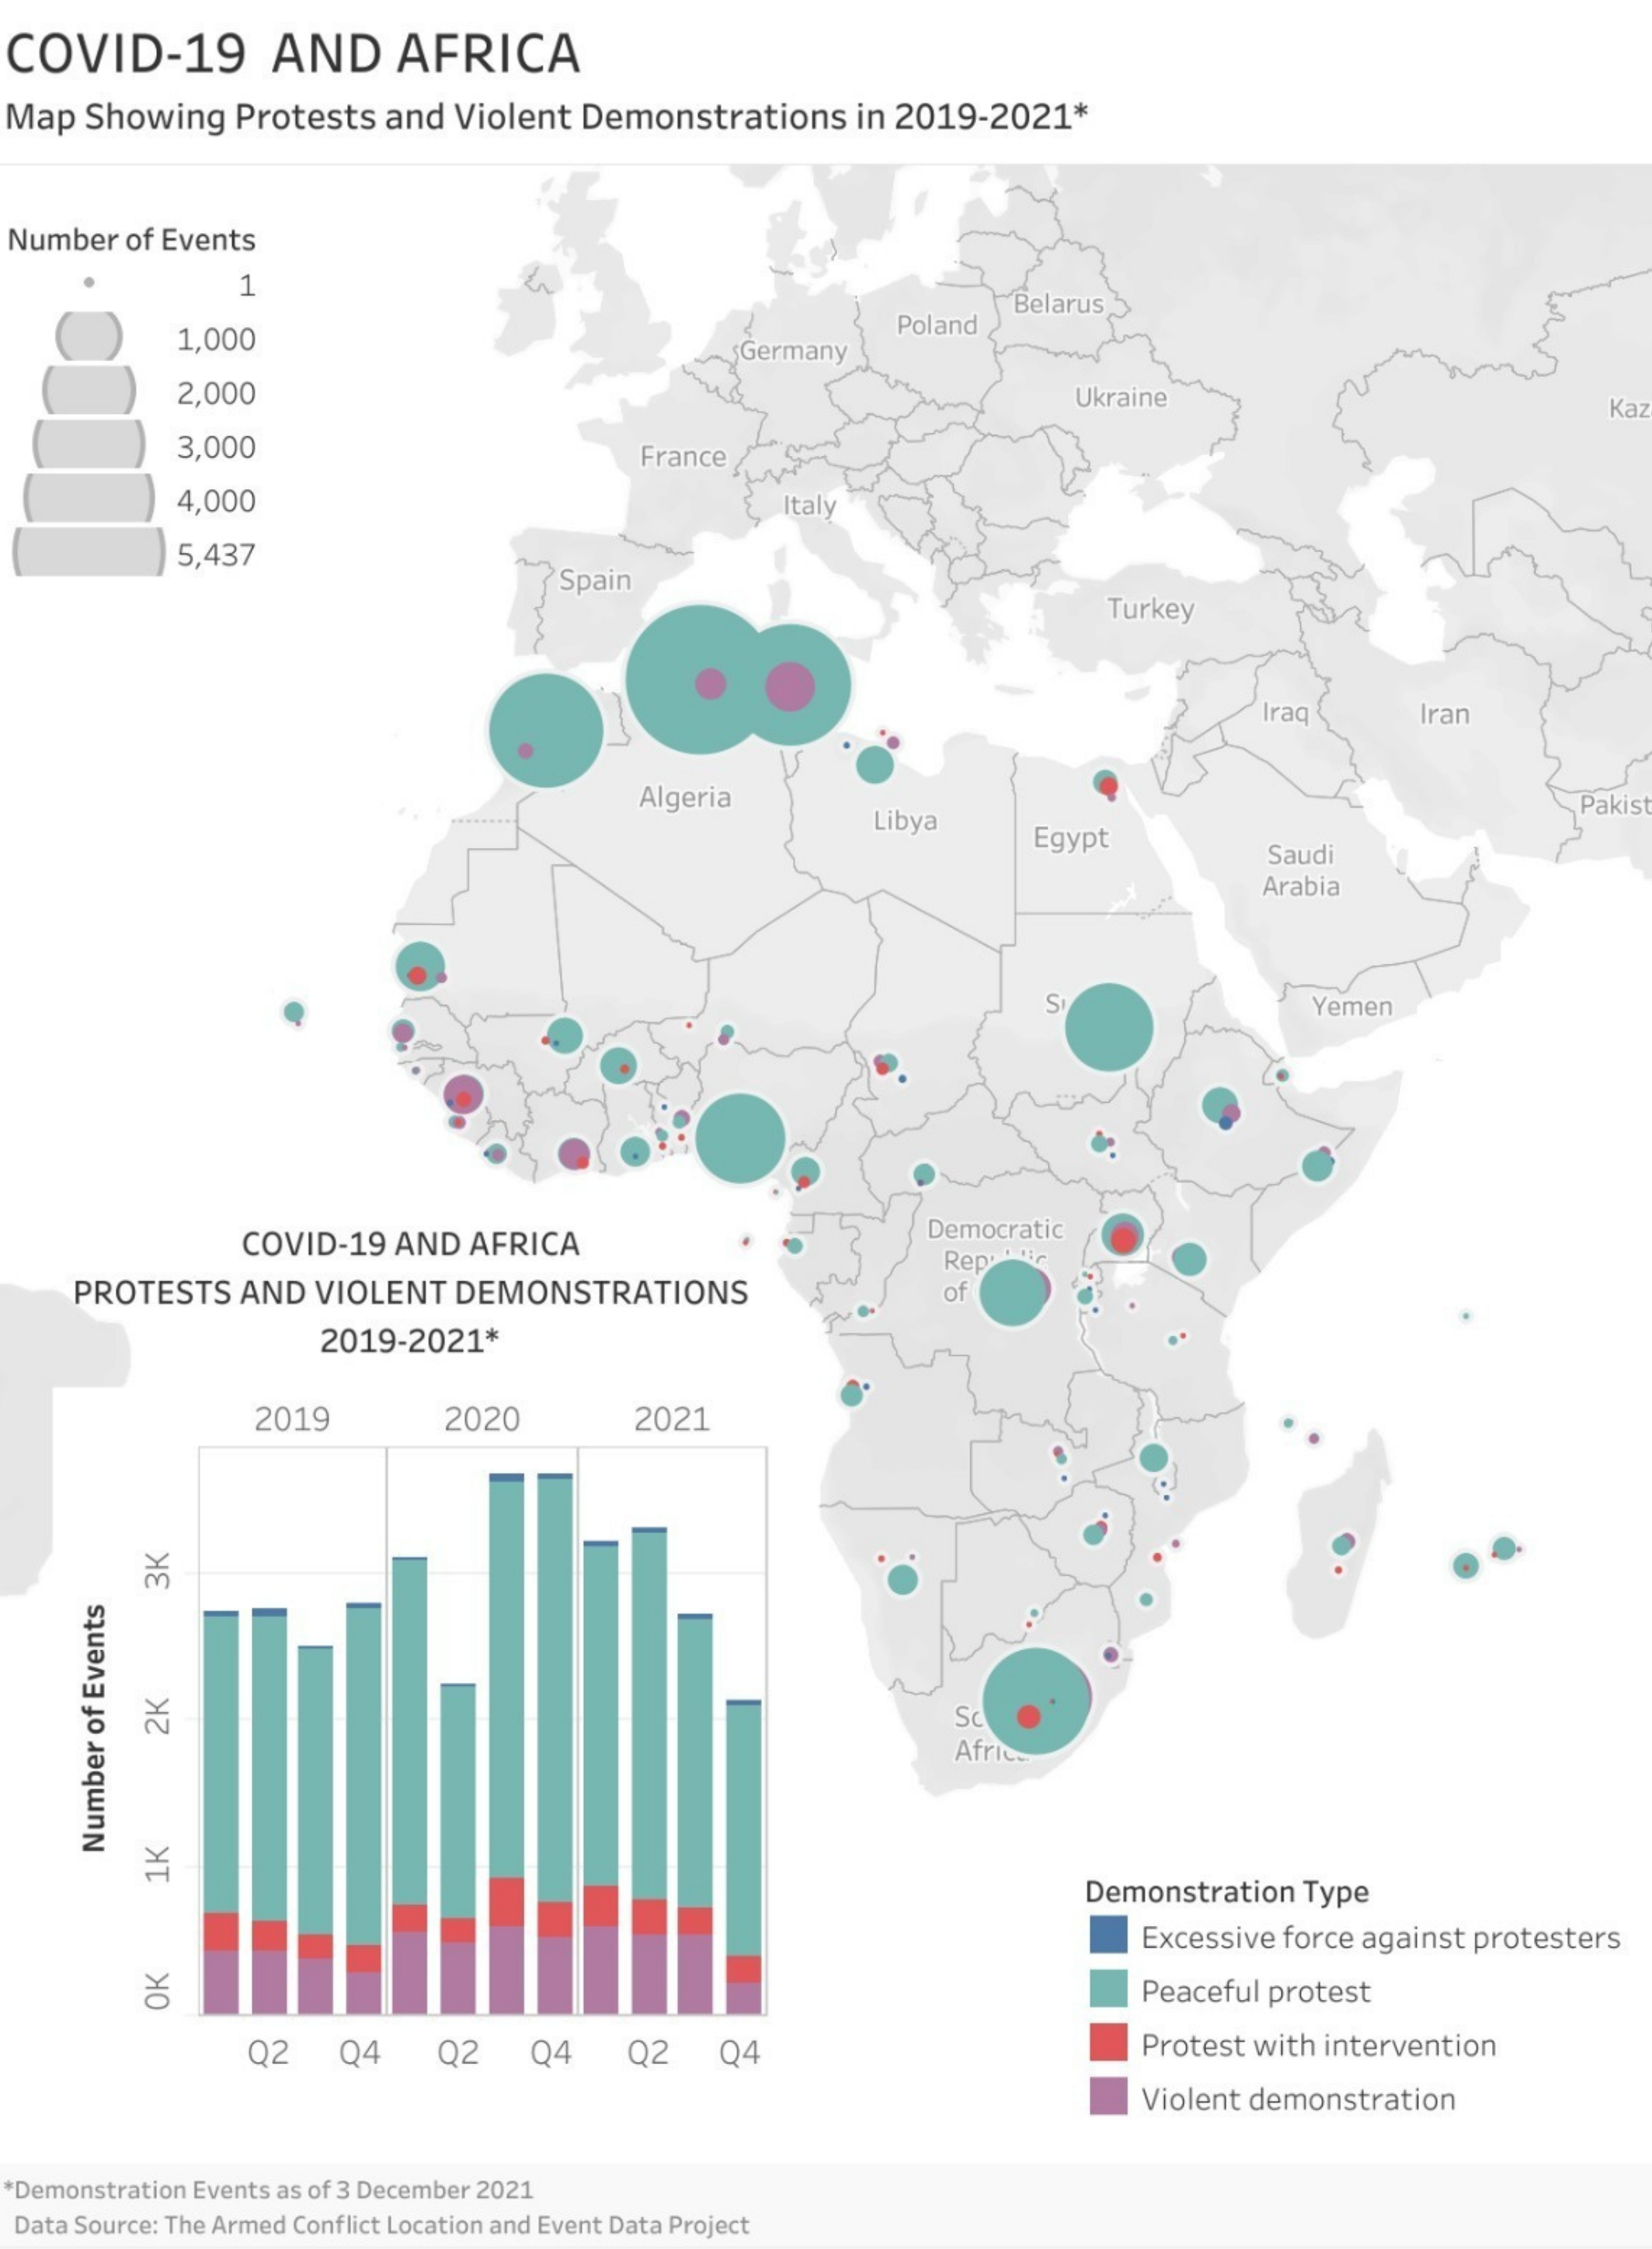 COVID-19 AND AFRICA
Map Showing Protests and Violent Demonstrations in 2019-2021*
Number of Events
1
1,000
2,000
3,000
4,000
5,437
Belarus
Poland
Germany
Ukraine
Kaz
France
Italy
Spain
Turkey
Iraq
Iran
Algeria
Libya
Egypt
Pakist
Saudi
Arabia
Yemen
Democratic
of
COVID-19 AND AFRICA
PROTESTS AND VIOLENT DEMONSTRATIONS
2019-2021*
2019 2020 2021
Number of Events
3K
2K
1K
0K
Q2 Q4 Q2 Q4 Q2 Q4
Demonstration Type
Excessive force against protesters
Peaceful protest
Protest with intervention
Violent demonstration
*Demonstration Events as of 3 December 2021
Data Source: The Armed Conflict Location and Event Data Project